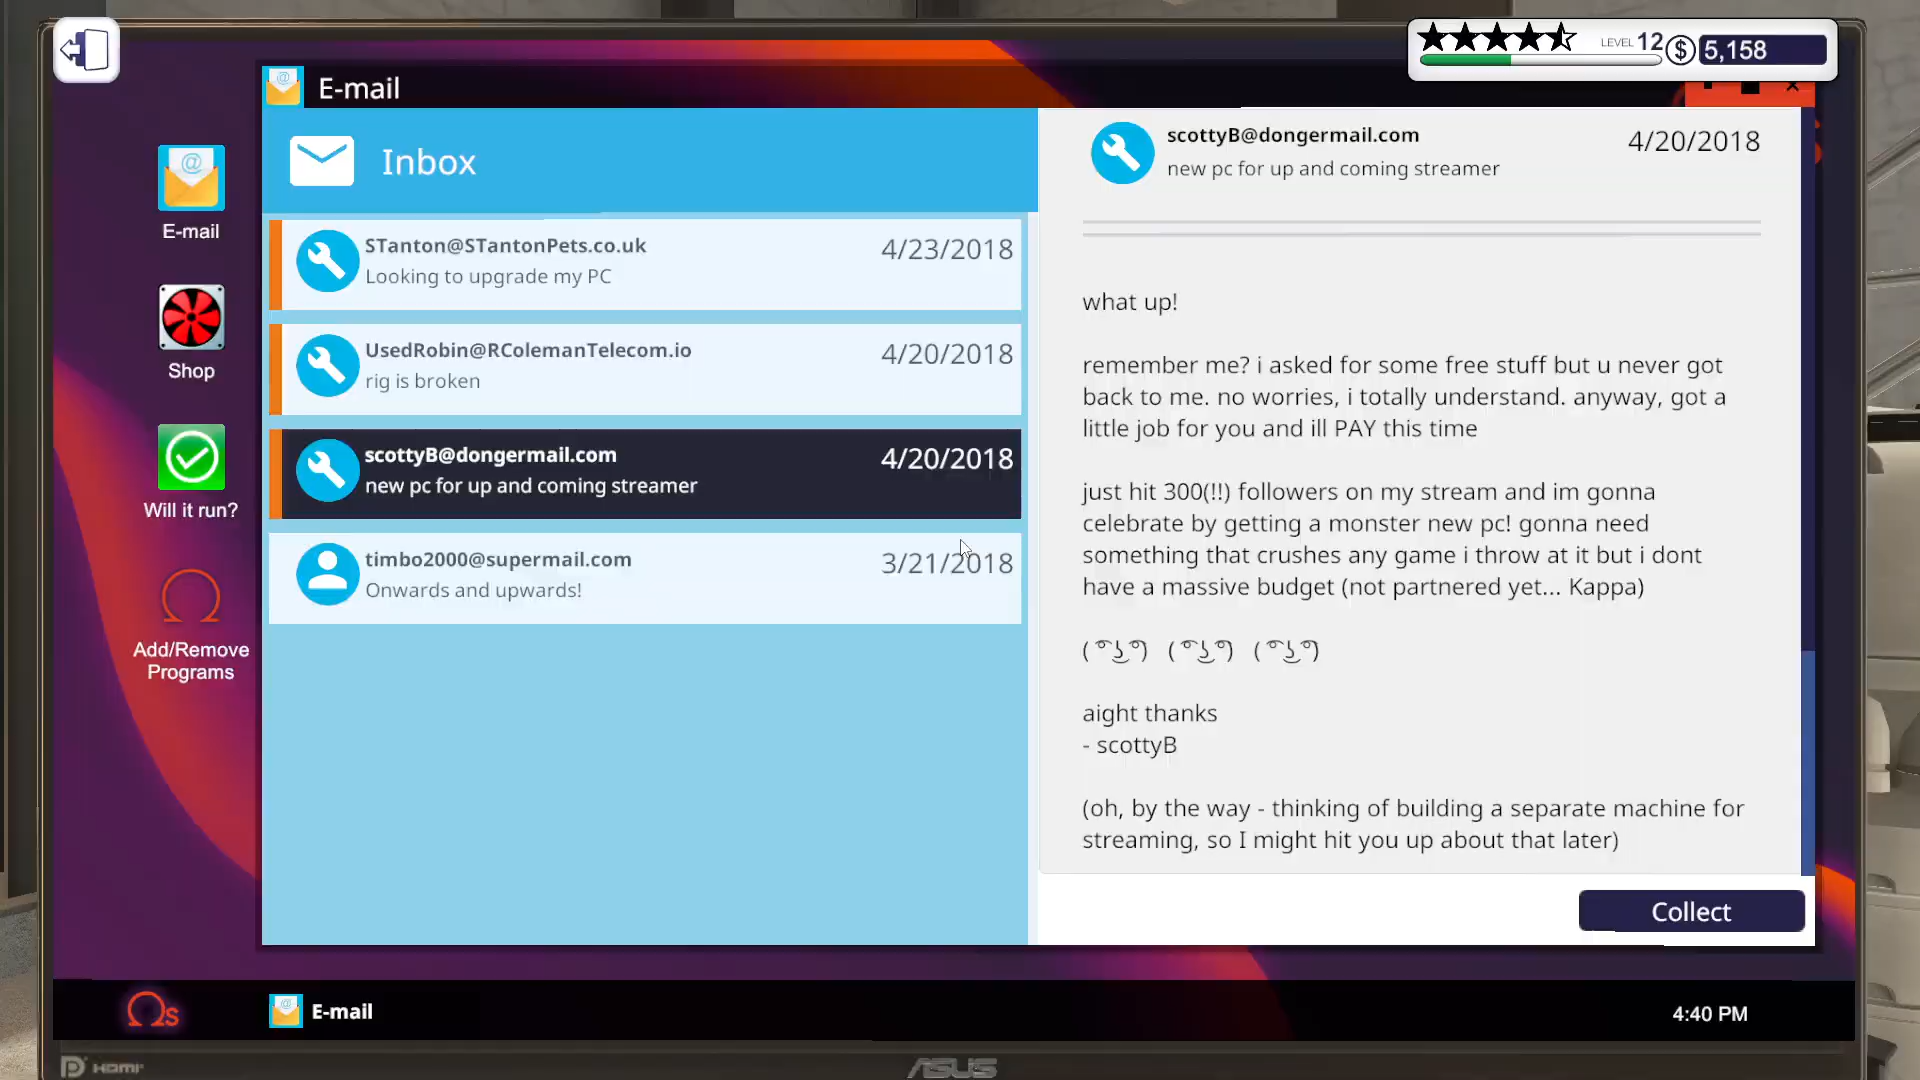 LEVEL 12
$ 5,158
E-mail
Inbox
STanton@STantonPets.co.uk
4/23/2018
Looking to upgrade my PC
UsedRobin@RColemanTelecom.io
4/20/2018
rig is broken
scottyB@dongermail.com
4/20/2018
new pc for up and coming streamer
timbo2000@supermail.com
3/21/2018
Onwards and upwards!
E-mail
Shop
Will it run?
Add/Remove
Programs
scottyB@dongermail.com
4/20/2018
new pc for up and coming streamer
what up!
remember me? i asked for some free stuff but u never got
back to me. no worries, i totally understand. anyway, got a
little job for you and ill PAY this time
just hit 300(!!) followers on my stream and im gonna
celebrate by getting a monster new pc! gonna need
something that crushes any game i throw at it but i dont
have a massive budget (not partnered yet... Kappa)
( ͡° ͜ʖ ͡°) ( ͡° ͜ʖ ͡°) ( ͡° ͜ʖ ͡°)
aight thanks
- scottyB
(oh, by the way - thinking of building a separate machine for
streaming, so I might hit you up about that later)
Collect
Ωs
E-mail
4:40 PM
HDMI
ASUS